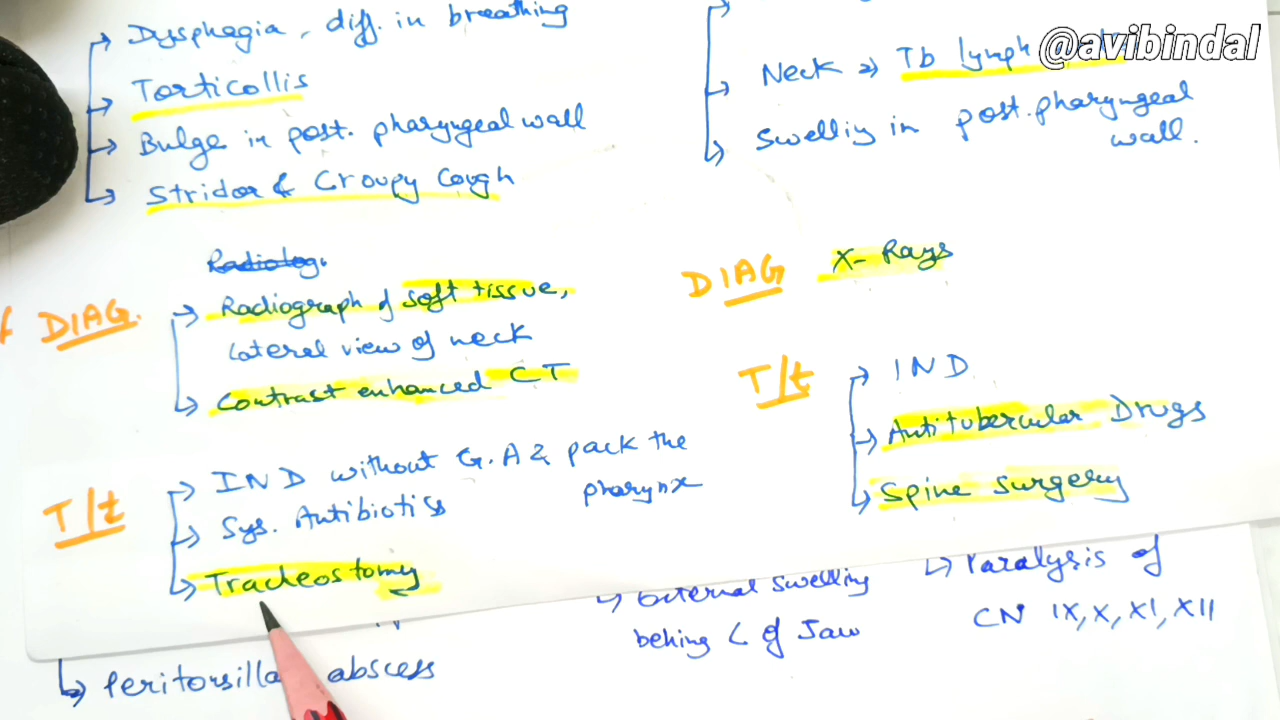 @avibindal
Dysphagia, diff. in breathing
Torticollis
Bulge in post. pharyngeal wall
Stridor & Croupy Cough
Neck → Tb lymph
Swelling in post. pharyngeal
wall.
Radiolog.
DIAG.
Radiograph of soft tissue,
lateral view of neck
Contrast enhanced CT
T/t
IND without G.A & pack the
pharynx
Sys. Antibiotics
Tracheostomy
DIAG
X-Rays
T/t
IND
Antitubercular Drugs
Spine surgery
External swelling
behing L of Jaw
Paralysis of
CN IX, X, XI, XII
Peritonsilla abscess